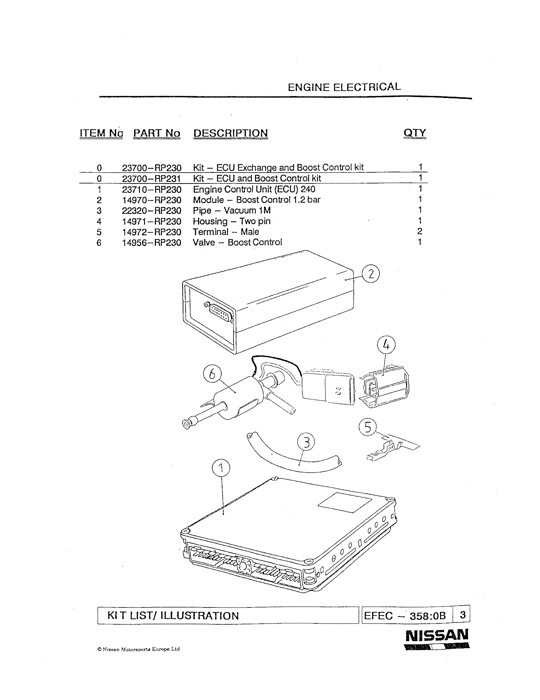 ENGINE ELECTRICAL
ITEM No PART No DESCRIPTION QTY
0 23700-RP230 Kit - ECU Exchange and Boost Control kit 1
0 23700-RP231 Kit - ECU and Boost Control kit 1
1 23710-RP230 Engine Control Unit (ECU) 240 1
2 14970-RP230 Module - Boost Control 1.2 bar 1
3 22320-RP230 Pipe - Vacuum 1M 1
4 14971-RP230 Housing - Two pin 1
5 14972-RP230 Terminal - Male 2
6 14956-RP230 Valve - Boost Control 1
2
4
6
5
3
1
KIT LIST/ ILLUSTRATION EFEC - 358:0B 3
NISSAN
© Nissan Motorsports Europe Ltd